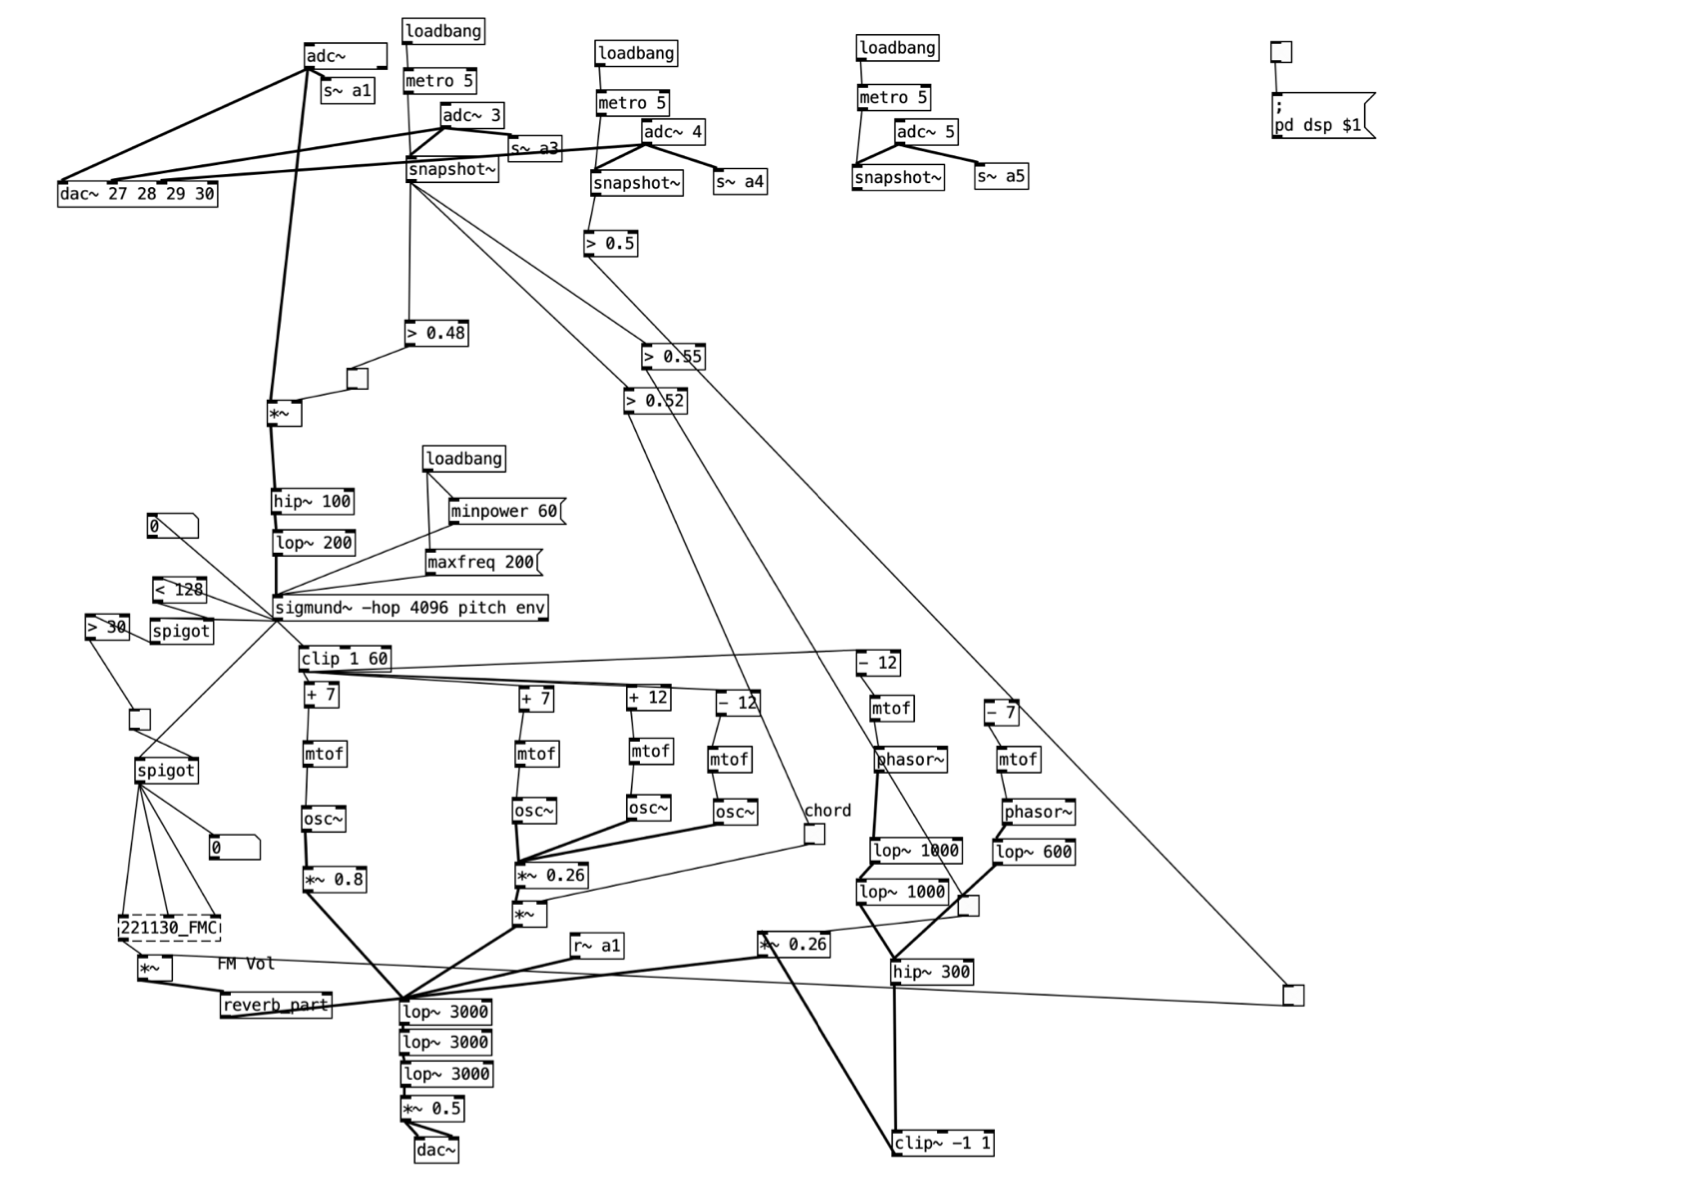 loadbang
adc~
metro 5
s~ a1
adc~ 3
s~ a3
snapshot~
dac~ 27 28 29 30
loadbang
metro 5
adc~ 4
snapshot~
s~ a4
> 0.5
loadbang
metro 5
adc~ 5
snapshot~
s~ a5
;
pd dsp $1
> 0.48
> 0.55
> 0.52
*~
loadbang
hip~ 100
minpower 60
0
lop~ 200
maxfreq 200
< 128
sigmund~ -hop 4096 pitch env
> 30
spigot
clip 1 60
- 12
+ 7
+ 7
+ 12
- 12
mtof
- 7
mtof
mtof
mtof
mtof
phasor~
mtof
spigot
osc~
osc~
osc~
osc~
chord
phasor~
0
lop~ 1000
lop~ 600
*~ 0.8
*~ 0.26
lop~ 1000
*~
221130_FMC
r~ a1
*~ 0.26
*~
FM Vol
hip~ 300
reverb_part
lop~ 3000
lop~ 3000
lop~ 3000
*~ 0.5
dac~
clip~ -1 1